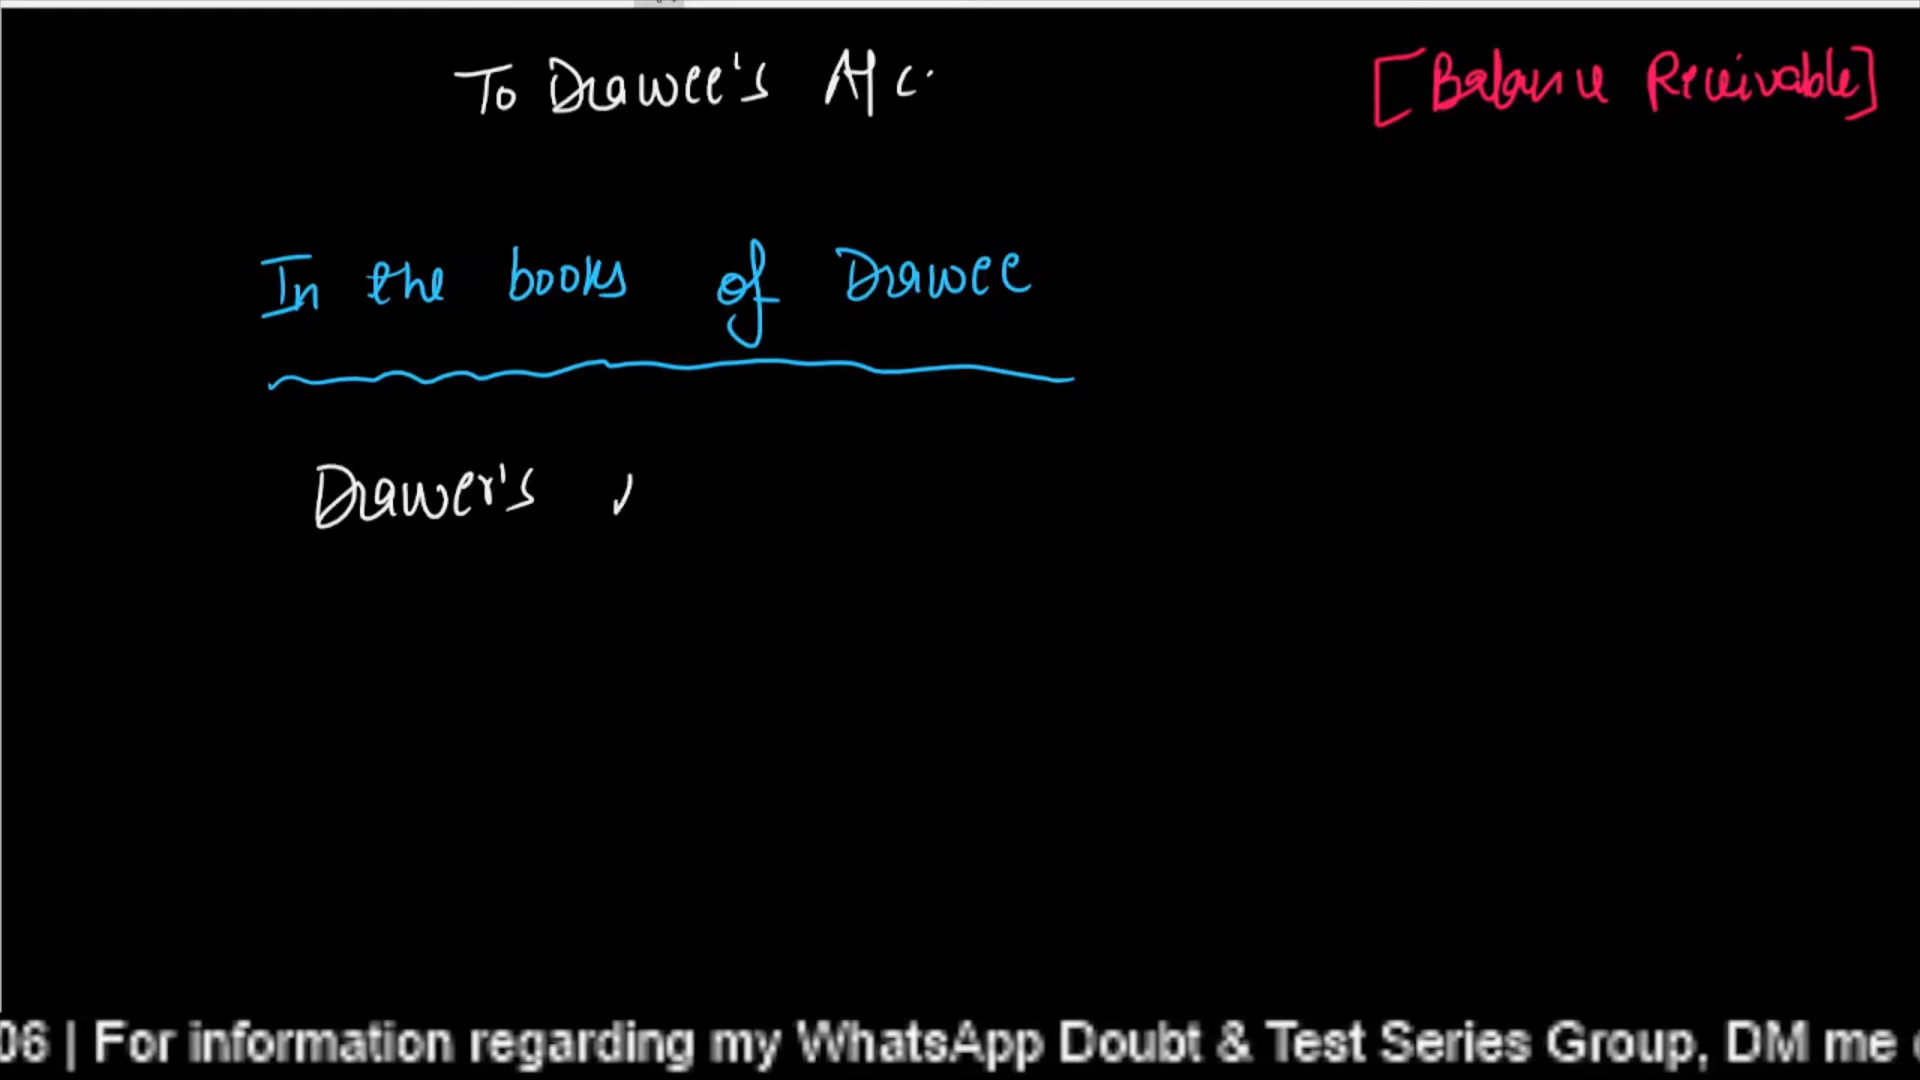 To Drawee's A/c. [Balance Receivable]
In the books of Drawee
Drawer's
06 | For information regarding my WhatsApp Doubt & Test Series Group, DM me